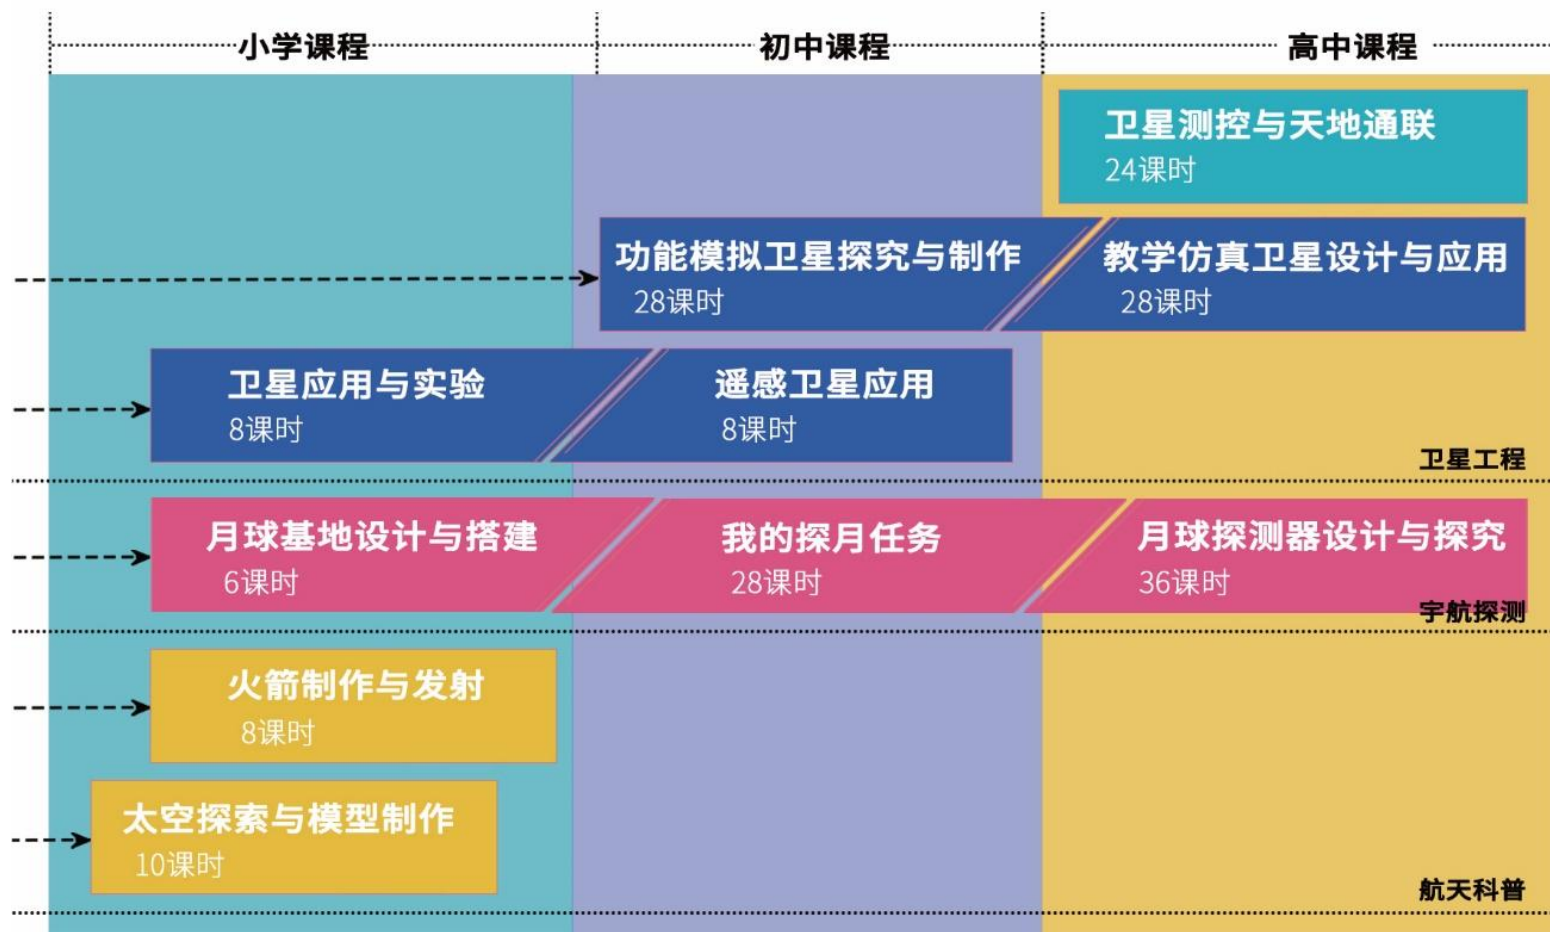 小学课程
初中课程
高中课程
卫星测控与天地通联
24课时
功能模拟卫星探究与制作
28课时
教学仿真卫星设计与应用
28课时
卫星应用与实验
8课时
遥感卫星应用
8课时
卫星工程
月球基地设计与搭建
6课时
我的探月任务
28课时
月球探测器设计与探究
36课时
宇航探测
火箭制作与发射
8课时
太空探索与模型制作
10课时
航天科普